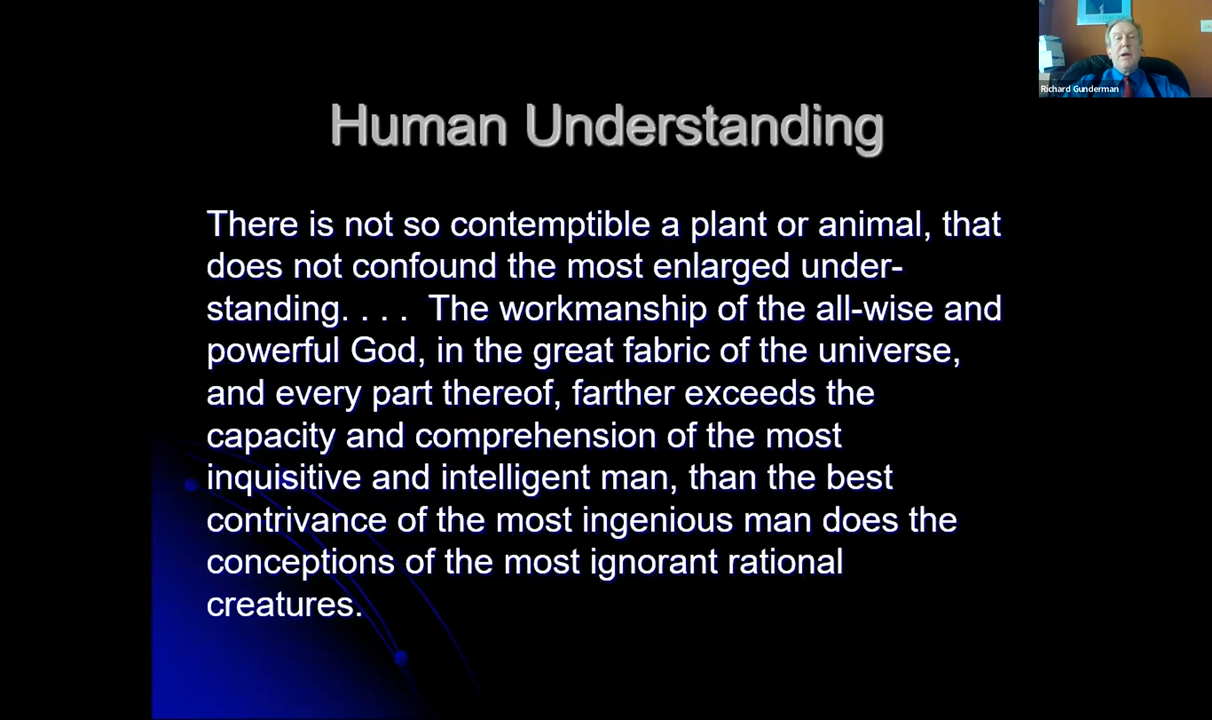 Richard Gunderman
Human Understanding
There is not so contemptible a plant or animal, that
does not confound the most enlarged under-
standing. . . .  The workmanship of the all-wise and
powerful God, in the great fabric of the universe,
and every part thereof, farther exceeds the
capacity and comprehension of the most
inquisitive and intelligent man, than the best
contrivance of the most ingenious man does the
conceptions of the most ignorant rational
creatures.